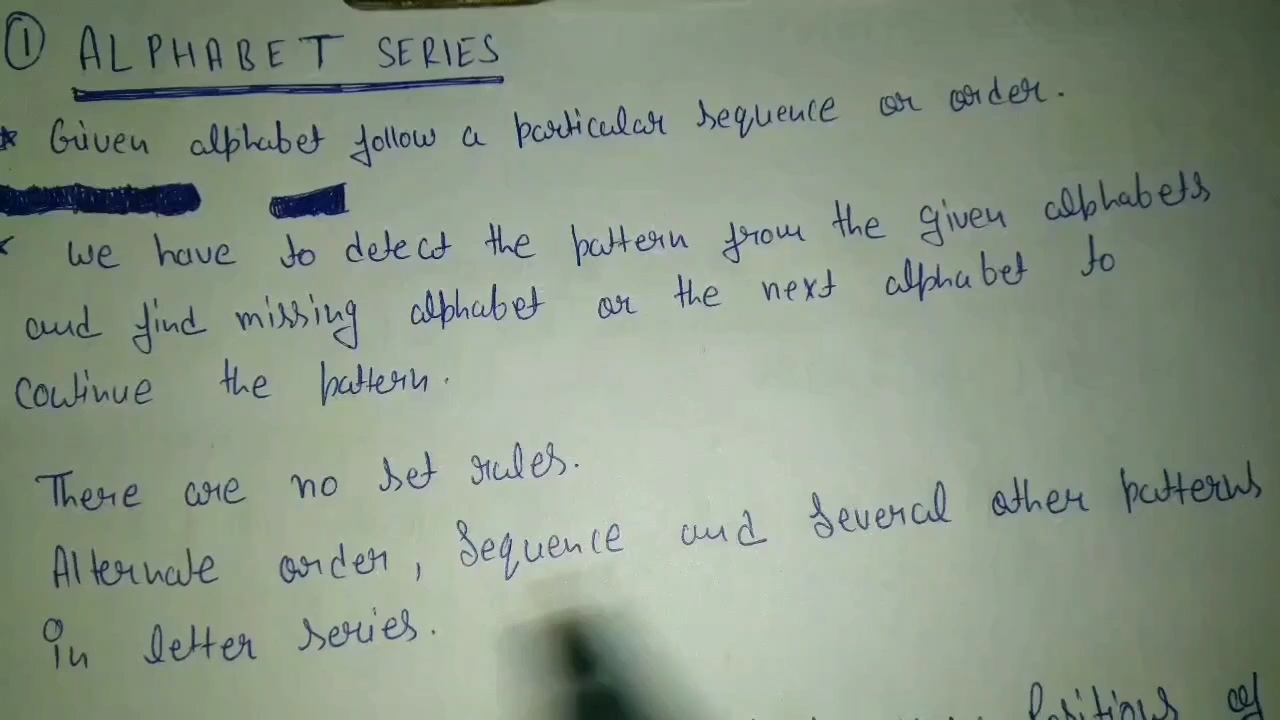 ① ALPHABET SERIES
* Given alphabet follow a particular sequence or order.
* We have to detect the pattern from the given alphabets
and find missing alphabet or the next alphabet to
continue the pattern.
There are no set rules.
Alternate order, sequence and several other patterns
in letter series.
Positions of